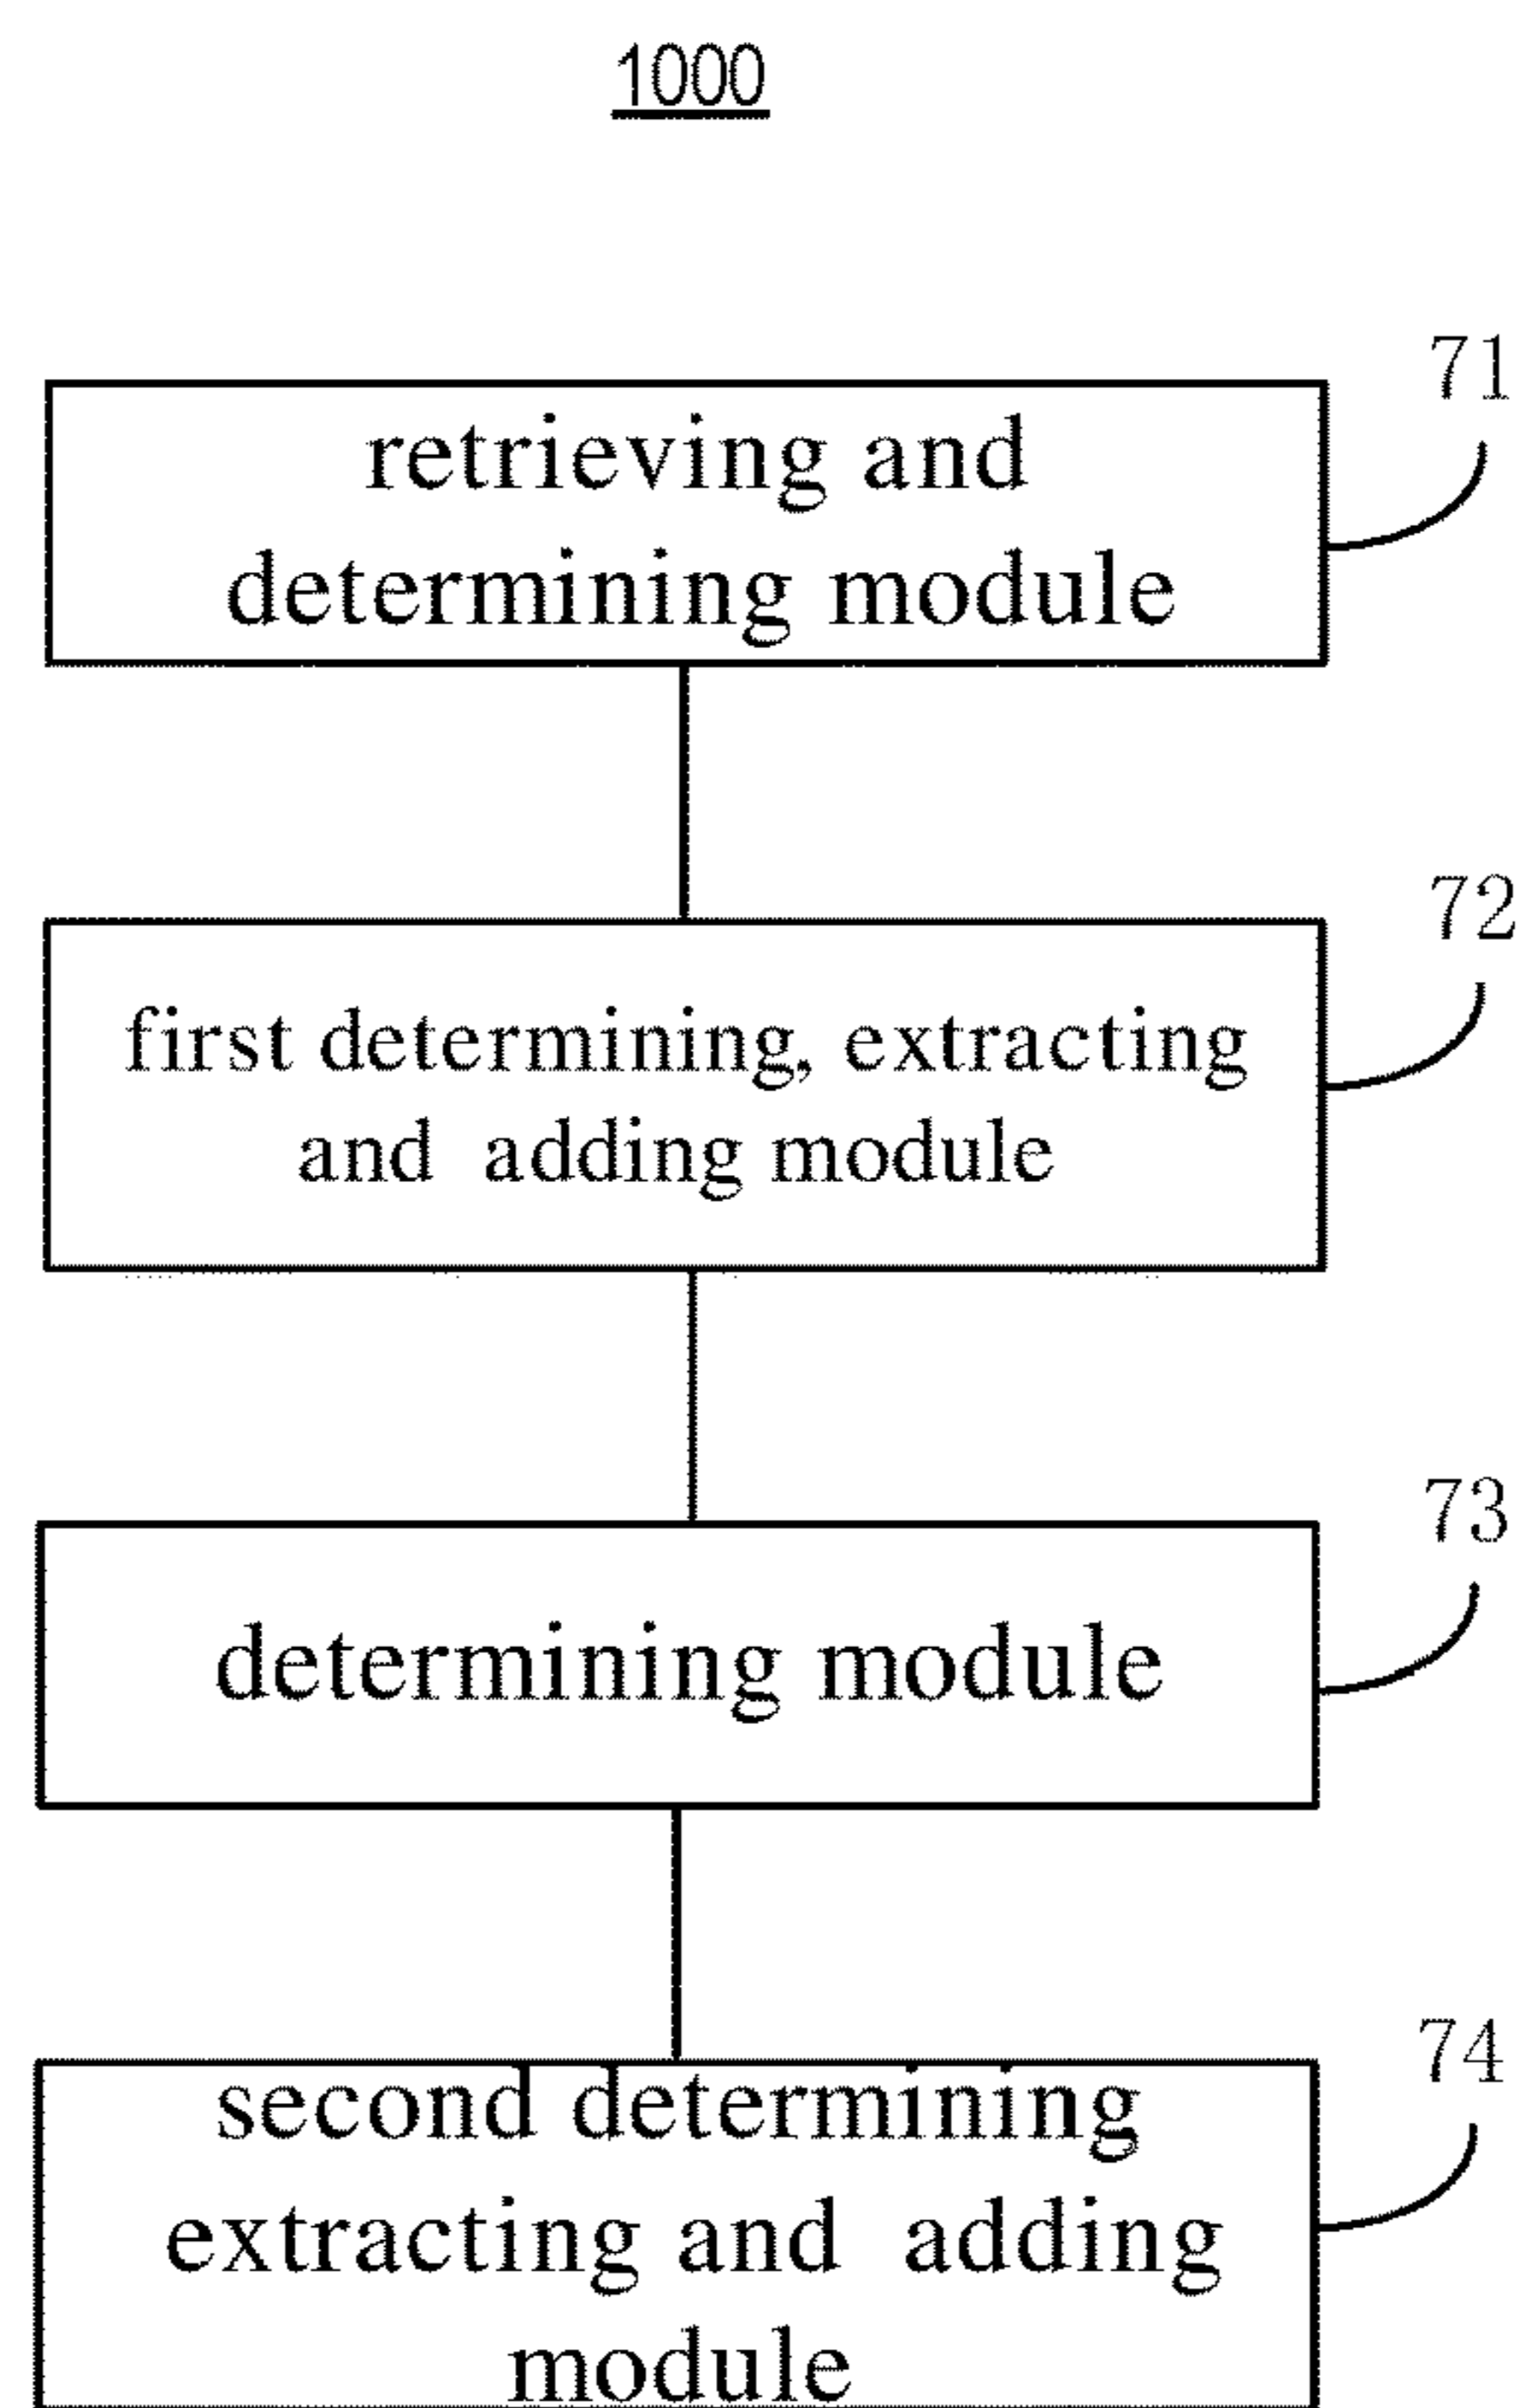 1000
71
retrieving and
determining module
72
first determining, extracting
and adding module
73
determining module
74
second determining
extracting and adding
module